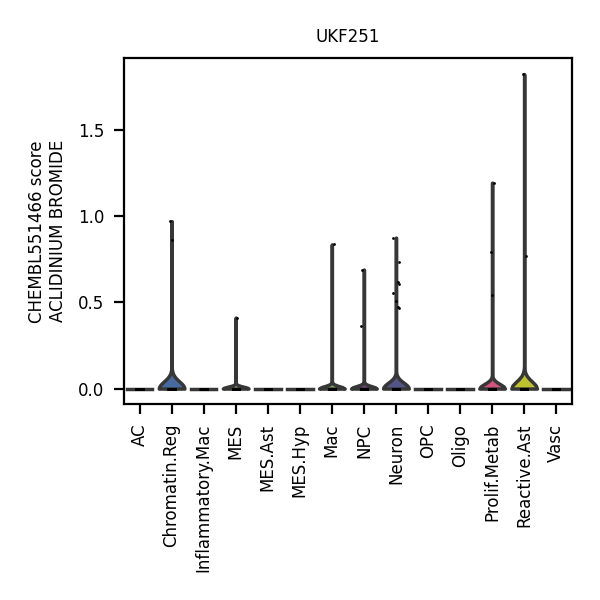 UKF251
CHEMBL551466 score
ACLIDINIUM BROMIDE
1.5
1.0
0.5
0.0
AC
Chromatin.Reg
Inflammatory.Mac
MES
MES.Ast
MES.Hyp
Mac
NPC
Neuron
OPC
Oligo
Prolif.Metab
Reactive.Ast
Vasc